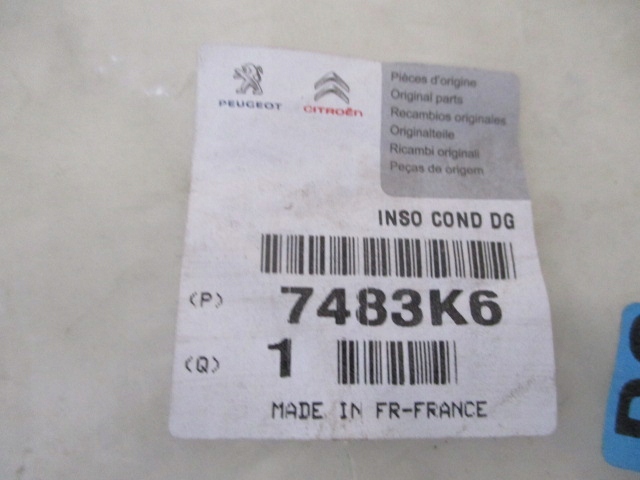 PEUGEOT
CITROËN
Pièces d'origine
Original parts
Recambios originales
Originalteile
Ricambi originali
Peças de origem
INSO COND DG
(P) 7483K6
(Q) 1
MADE IN FR-FRANCE